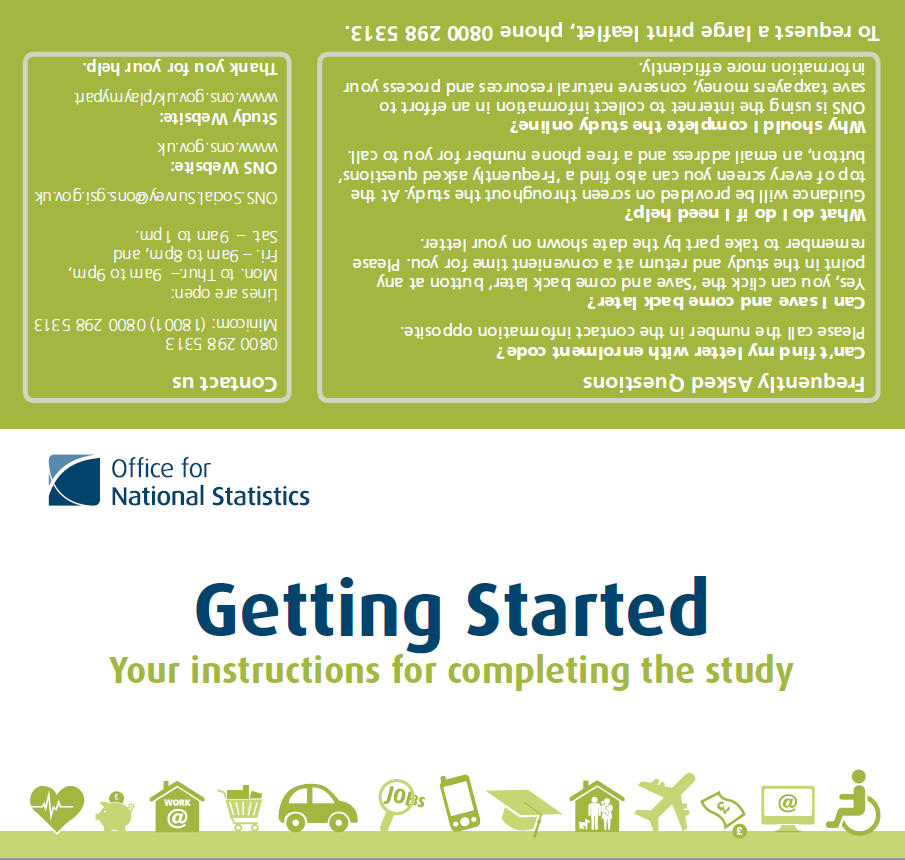 Frequently Asked Questions
Can't find my letter with enrolment code?
Please call the number in the contact information opposite.
Can I save and come back later?
Yes, you can click the ‘Save and come back later’ button at any
point in the study and return at a convenient time for you. Please
remember to take part by the date shown on your letter.
What do I do if I need help?
Guidance will be provided on screen throughout the study. At the
top of every screen you can also find a ‘Frequently asked questions’
button, an email address and a free phone number for you to call.
Why should I complete the study online?
ONS is using the internet to collect information in an effort to
save taxpayers money, conserve natural resources and process your
information more efficiently.
Contact us
0800 298 5313
Minicom: (18001) 0800 298 5313
Lines are open:
Mon. to Thur.– 9am to 9pm,
Fri. – 9am to 8pm, and
Sat. – 9am to 1pm.
ONS.Social.Survey@ons.gsi.gov.uk
ONS Website:
www.ons.gov.uk
Study Website:
www.ons.gov.uk/playmypart
Thank you for your help.
To request a large print leaflet, phone 0800 298 5313.
Office for
National Statistics
Getting Started
Your instructions for completing the study
£
WORK
@
JOBS
£
£
@